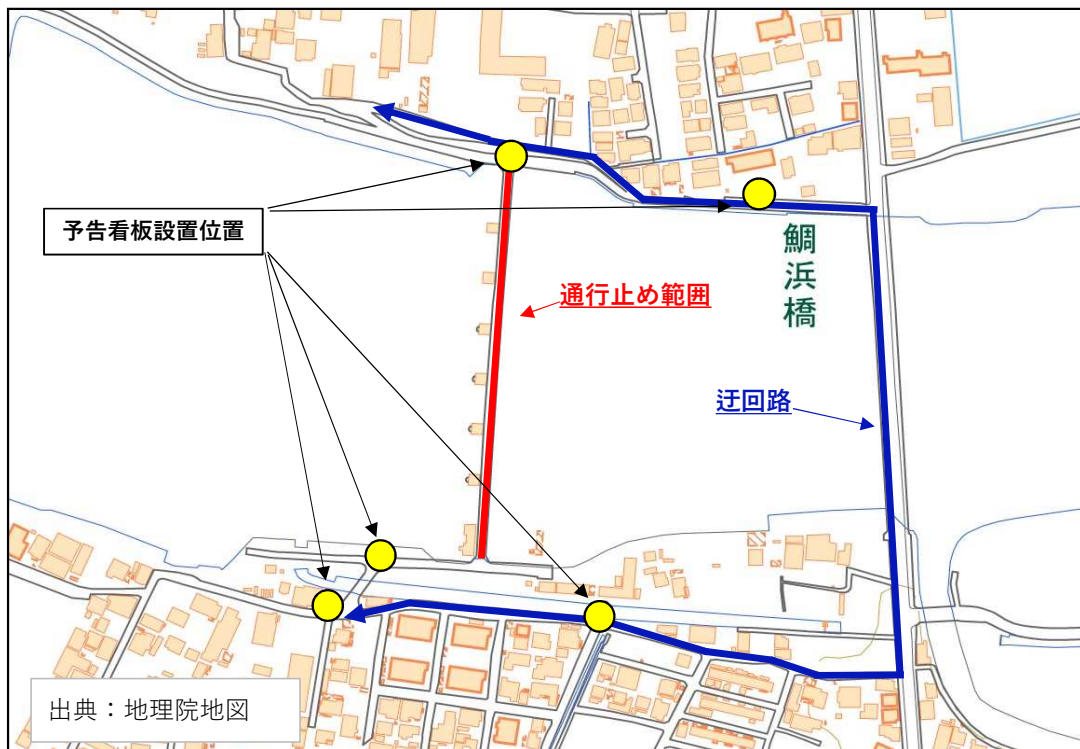 予告看板設置位置
通行止め範囲
鯛浜橋
迂回路
出典：地理院地図